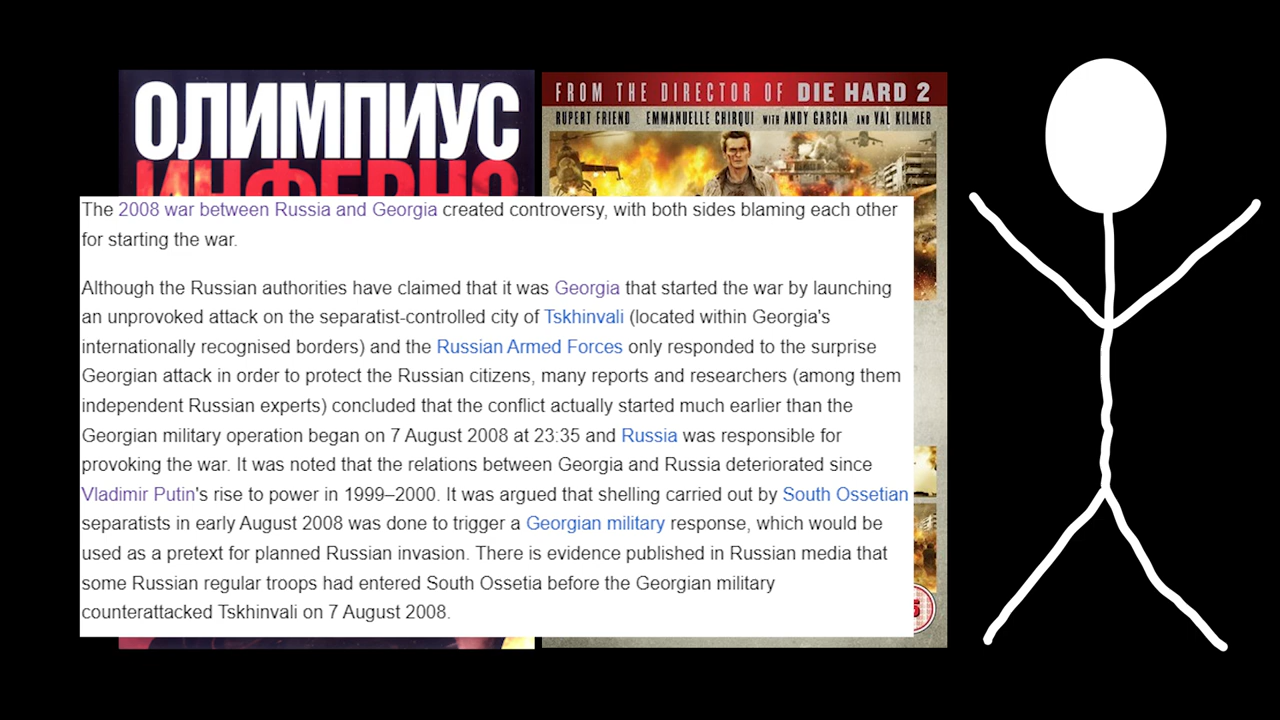 ОЛИМПИУС
ИНФЕРНО
FROM THE DIRECTOR OF DIE HARD 2
RUPERT FRIEND EMMANUELLE CHIRQUI WITH ANDY GARCIA AND VAL KILMER
The 2008 war between Russia and Georgia created controversy, with both sides blaming each other
for starting the war.
Although the Russian authorities have claimed that it was Georgia that started the war by launching
an unprovoked attack on the separatist-controlled city of Tskhinvali (located within Georgia's
internationally recognised borders) and the Russian Armed Forces only responded to the surprise
Georgian attack in order to protect the Russian citizens, many reports and researchers (among them
independent Russian experts) concluded that the conflict actually started much earlier than the
Georgian military operation began on 7 August 2008 at 23:35 and Russia was responsible for
provoking the war. It was noted that the relations between Georgia and Russia deteriorated since
Vladimir Putin's rise to power in 1999–2000. It was argued that shelling carried out by South Ossetian
separatists in early August 2008 was done to trigger a Georgian military response, which would be
used as a pretext for planned Russian invasion. There is evidence published in Russian media that
some Russian regular troops had entered South Ossetia before the Georgian military
counterattacked Tskhinvali on 7 August 2008.